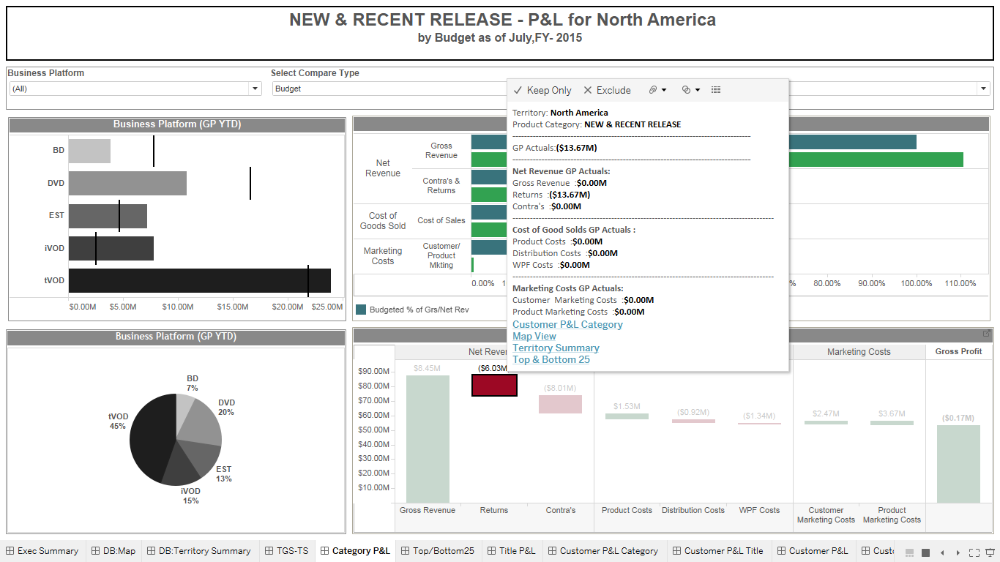 NEW & RECENT RELEASE - P&L for North America
by Budget as of July,FY- 2015
Business Platform
Select Compare Type
(All)
Budget
Keep Only
Exclude
Territory: North America
Product Category: NEW & RECENT RELEASE
GP Actuals:($13.67M)
Net Revenue GP Actuals:
Gross Revenue :$0.00M
Returns :($13.67M)
Contra's :$0.00M
Cost of Good Solds GP Actuals :
Product Costs :$0.00M
Distribution Costs :$0.00M
WPF Costs :$0.00M
Marketing Costs GP Actuals:
Customer Marketing Costs :$0.00M
Product Marketing Costs :$0.00M
Customer P&L Category
Map View
Territory Summary
Top & Bottom 25
Business Platform (GP YTD)
BD
DVD
EST
iVOD
tVOD
$0.00M $5.00M $10.00M $15.00M $20.00M $25.00M
Net
Revenue
Gross
Revenue
Contra's &
Returns
Cost of
Goods Sold
Cost of Sales
Marketing
Costs
Customer/
Product
Mkting
0.00% 1
% 80.00% 90.00% 100.00% 110.00%
Budgeted % of Grs/Net Rev
Business Platform (GP YTD)
BD
7%
DVD
20%
tVOD
45%
EST
13%
iVOD
15%
Net Reven
Marketing Costs
Gross Profit
$90.00M
$80.00M
$70.00M
$60.00M
$50.00M
$40.00M
$30.00M
$20.00M
$10.00M
$8.45M
($6.03M
($8.01M)
$1.53M
($0.92M)
($1.34M)
$2.47M
$3.67M
($0.17M)
Gross Revenue
Returns
Contra's
Product Costs
Distribution Costs
WPF Costs
Customer
Marketing Costs
Product
Marketing Costs
Exec Summary
DB:Map
DB:Territory Summary
TGS-TS
Category P&L
Top/Bottom25
Title P&L
Customer P&L Category
Customer P&L Title
Customer P&L
Custo